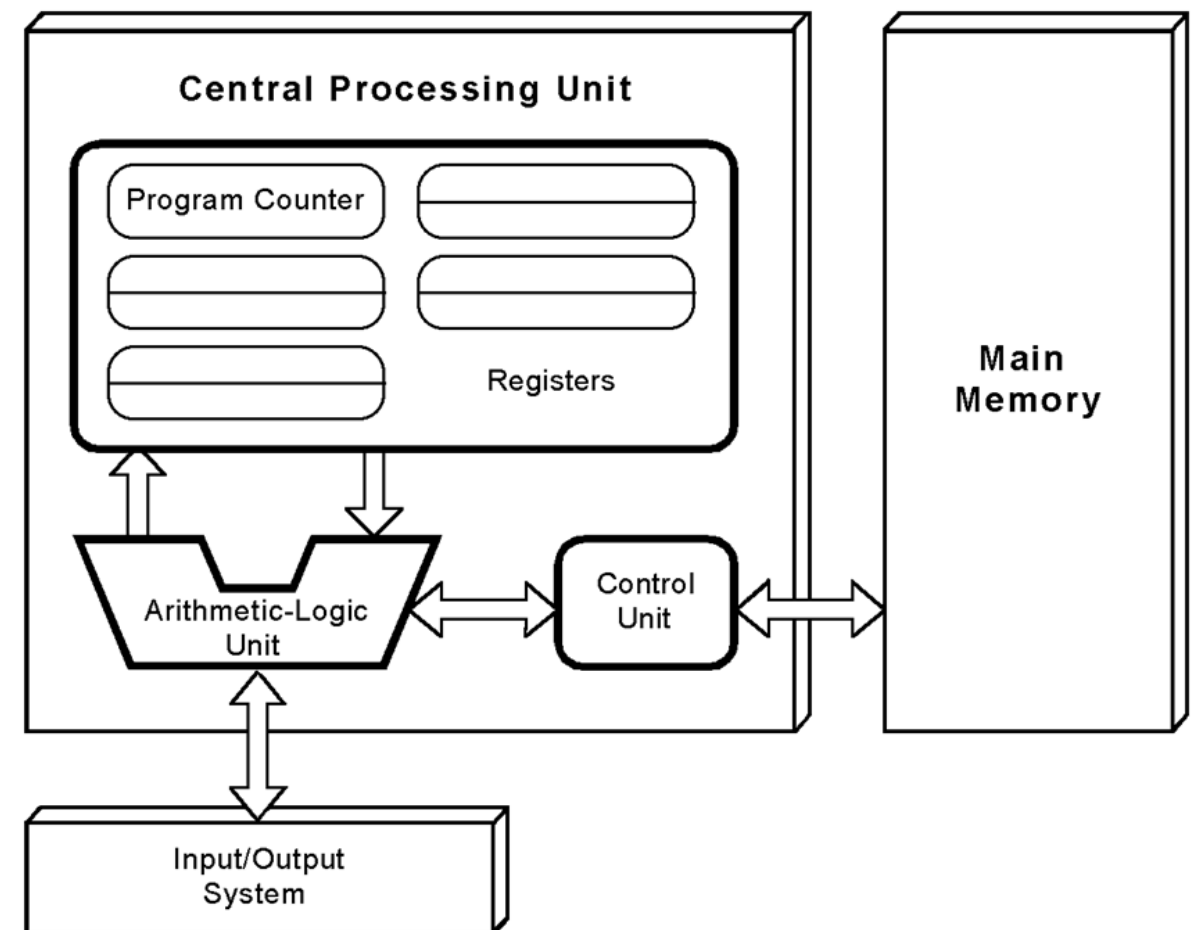 Central Processing Unit
Program Counter
Registers
Main
Memory
Arithmetic-Logic
Unit
Control
Unit
Input/Output
System